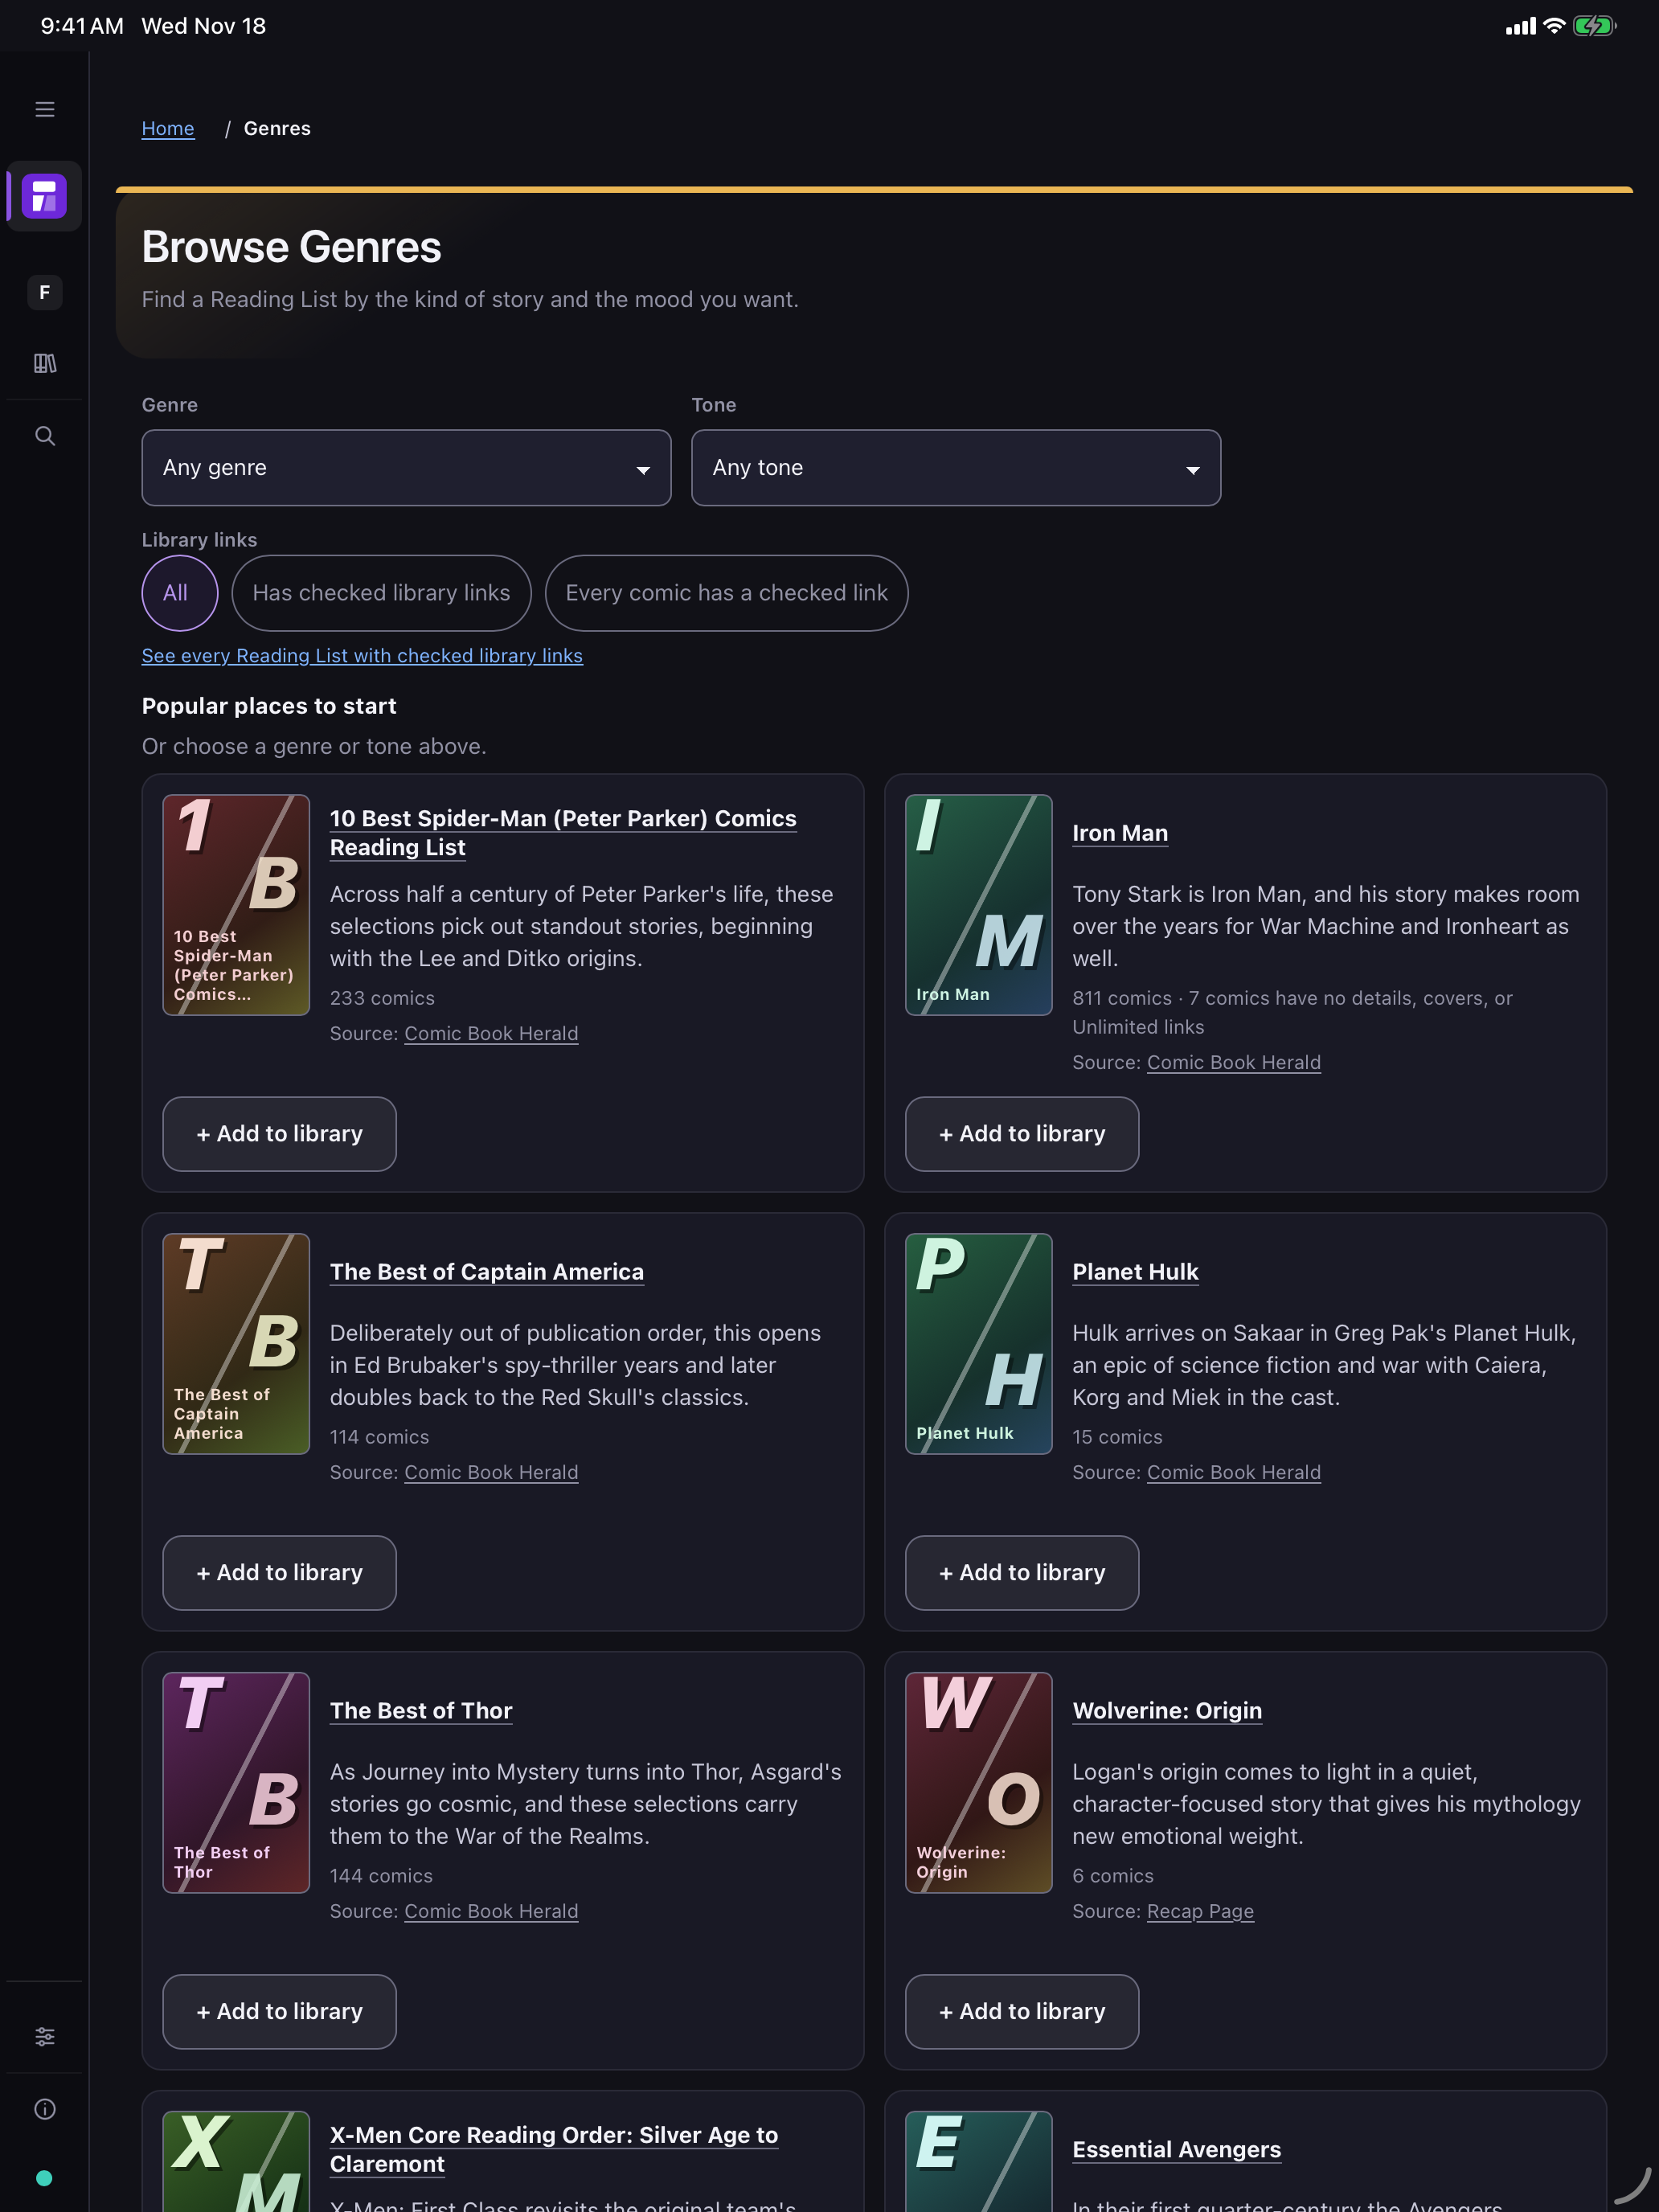 9:41 AM Wed Nov 18
Home / Genres
F
Browse Genres
Find a Reading List by the kind of story and the mood you want.
Genre
Tone
Any genre
Any tone
Library links
All
Has checked library links
Every comic has a checked link
See every Reading List with checked library links
Popular places to start
Or choose a genre or tone above.
1
B
10 Best
Spider-Man
(Peter Parker)
Comics...
10 Best Spider-Man (Peter Parker) Comics
Reading List
Across half a century of Peter Parker's life, these
selections pick out standout stories, beginning
with the Lee and Ditko origins.
233 comics
Source: Comic Book Herald
+ Add to library
I
M
Iron Man
Iron Man
Tony Stark is Iron Man, and his story makes room
over the years for War Machine and Ironheart as
well.
811 comics · 7 comics have no details, covers, or
Unlimited links
Source: Comic Book Herald
+ Add to library
T
B
The Best of
Captain
America
The Best of Captain America
Deliberately out of publication order, this opens
in Ed Brubaker's spy-thriller years and later
doubles back to the Red Skull's classics.
114 comics
Source: Comic Book Herald
+ Add to library
P
H
Planet Hulk
Planet Hulk
Hulk arrives on Sakaar in Greg Pak's Planet Hulk,
an epic of science fiction and war with Caiera,
Korg and Miek in the cast.
15 comics
Source: Comic Book Herald
+ Add to library
T
B
The Best of
Thor
The Best of Thor
As Journey into Mystery turns into Thor, Asgard's
stories go cosmic, and these selections carry
them to the War of the Realms.
144 comics
Source: Comic Book Herald
+ Add to library
W
O
Wolverine:
Origin
Wolverine: Origin
Logan's origin comes to light in a quiet,
character-focused story that gives his mythology
new emotional weight.
6 comics
Source: Recap Page
+ Add to library
X
M
X-Men Core Reading Order: Silver Age to
Claremont
X-Men: First Class revisits the original team's
E
Essential Avengers
In their first quarter-century the Avengers